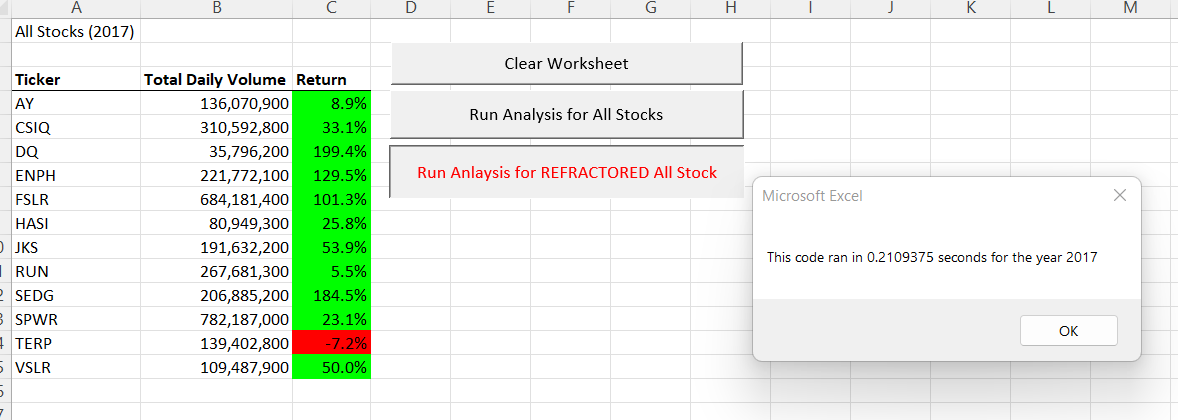 A B C D E F G H I J K L M
All Stocks (2017)
Clear Worksheet
Ticker Total Daily Volume Return
AY 136,070,900 8.9%
CSIQ 310,592,800 33.1%
DQ 35,796,200 199.4%
ENPH 221,772,100 129.5%
FSLR 684,181,400 101.3%
HASI 80,949,300 25.8%
JKS 191,632,200 53.9%
RUN 267,681,300 5.5%
SEDG 206,885,200 184.5%
SPWR 782,187,000 23.1%
TERP 139,402,800 -7.2%
VSLR 109,487,900 50.0%
Run Analysis for All Stocks
Run Anlaysis for REFRACTORED All Stock
Microsoft Excel
This code ran in 0.2109375 seconds for the year 2017
OK